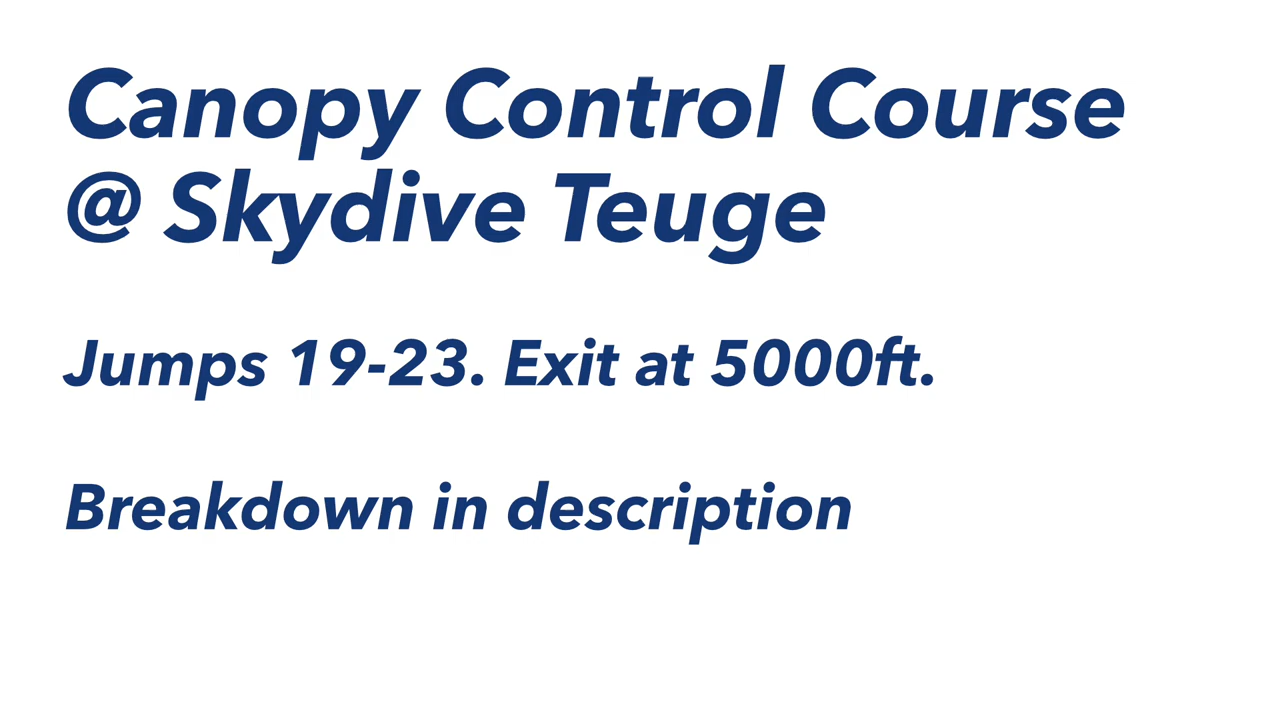 Canopy Control Course
@ Skydive Teuge
Jumps 19-23. Exit at 5000ft.
Breakdown in description